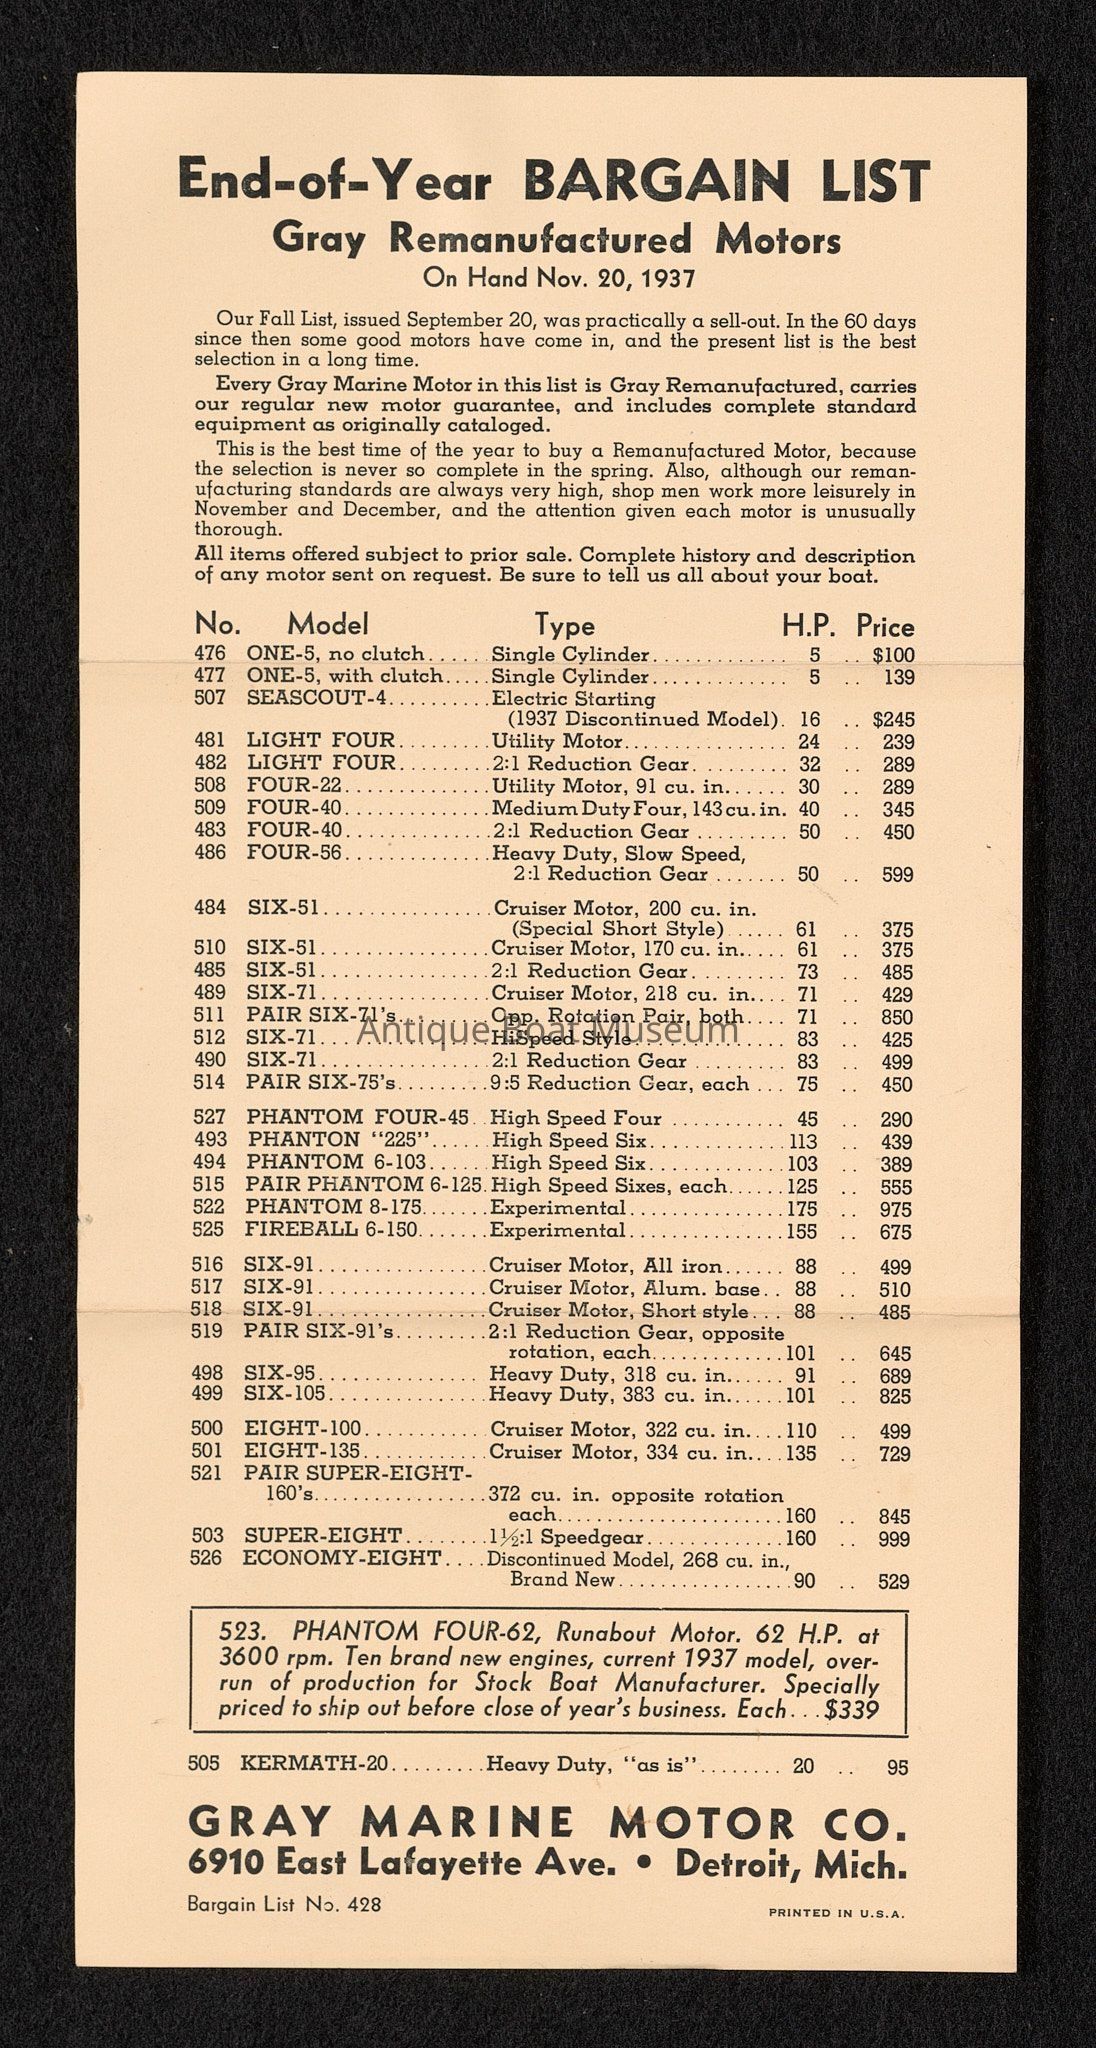 End-of-Year BARGAIN LIST
Gray Remanufactured Motors
On Hand Nov. 20, 1937
Our Fall List, issued September 20, was practically a sell-out. In the 60 days
since then some good motors have come in, and the present list is the best
selection in a long time.
Every Gray Marine Motor in this list is Gray Remanufactured, carries
our regular new motor guarantee, and includes complete standard
equipment as originally cataloged.
This is the best time of the year to buy a Remanufactured Motor, because
the selection is never so complete in the spring. Also, although our reman-
ufacturing standards are always very high, shop men work more leisurely in
November and December, and the attention given each motor is unusually
thorough.
All items offered subject to prior sale. Complete history and description
of any motor sent on request. Be sure to tell us all about your boat.
No. Model Type H.P. Price
476 ONE-5, no clutch..... Single Cylinder............. 5 .. $100
477 ONE-5, with clutch.... Single Cylinder............. 5 .. 139
507 SEASCOUT-4.......... Electric Starting
(1937 Discontinued Model). 16 .. $245
481 LIGHT FOUR......... Utility Motor............... 24 .. 239
482 LIGHT FOUR......... 2:1 Reduction Gear......... 32 .. 289
508 FOUR-22............. Utility Motor, 91 cu. in...... 30 .. 289
509 FOUR-40............. Medium Duty Four, 143 cu. in. 40 .. 345
483 FOUR-40............. 2:1 Reduction Gear ........ 50 .. 450
486 FOUR-56............. Heavy Duty, Slow Speed,
2:1 Reduction Gear ....... 50 .. 599
484 SIX-51................ Cruiser Motor, 200 cu. in.
(Special Short Style)...... 61 .. 375
510 SIX-51................ Cruiser Motor, 170 cu. in..... 61 .. 375
485 SIX-51................ 2:1 Reduction Gear......... 73 .. 485
489 SIX-71................ Cruiser Motor, 218 cu. in.... 71 .. 429
511 PAIR SIX-71's......... Opp. Rotation Pair, both.... 71 .. 850
512 SIX-71................ HiSpeed Style.............. 83 .. 425
Antique Boat Museum
490 SIX-71................ 2:1 Reduction Gear ........ 83 .. 499
514 PAIR SIX-75's......... 9:5 Reduction Gear, each ... 75 .. 450
527 PHANTOM FOUR-45.. High Speed Four .......... 45 .. 290
493 PHANTON “225”...... High Speed Six............. 113 .. 439
494 PHANTOM 6-103...... High Speed Six............. 103 .. 389
515 PAIR PHANTOM 6-125. High Speed Sixes, each...... 125 .. 555
522 PHANTOM 8-175....... Experimental............... 175 .. 975
525 FIREBALL 6-150....... Experimental............... 155 .. 675
516 SIX-91................ Cruiser Motor, All iron...... 88 .. 499
517 SIX-91................ Cruiser Motor, Alum. base.. 88 .. 510
518 SIX-91................ Cruiser Motor, Short style... 88 .. 485
519 PAIR SIX-91's......... 2:1 Reduction Gear, opposite
rotation, each............. 101 .. 645
498 SIX-95................ Heavy Duty, 318 cu. in...... 91 .. 689
499 SIX-105............... Heavy Duty, 383 cu. in...... 101 .. 825
500 EIGHT-100............ Cruiser Motor, 322 cu. in.... 110 .. 499
501 EIGHT-135............ Cruiser Motor, 334 cu. in.... 135 .. 729
521 PAIR SUPER-EIGHT-
160's................. 372 cu. in. opposite rotation
each...................... 160 .. 845
503 SUPER-EIGHT........ 1½:1 Speedgear............. 160 .. 999
526 ECONOMY-EIGHT.... Discontinued Model, 268 cu. in.,
Brand New................ 90 .. 529
523. PHANTOM FOUR-62, Runabout Motor. 62 H.P. at
3600 rpm. Ten brand new engines, current 1937 model, over-
run of production for Stock Boat Manufacturer. Specially
priced to ship out before close of year's business. Each...$339
505 KERMATH-20......... Heavy Duty, “as is”........ 20 .. 95
GRAY MARINE MOTOR CO.
6910 East Lafayette Ave. • Detroit, Mich.
Bargain List No. 428
PRINTED IN U.S.A.